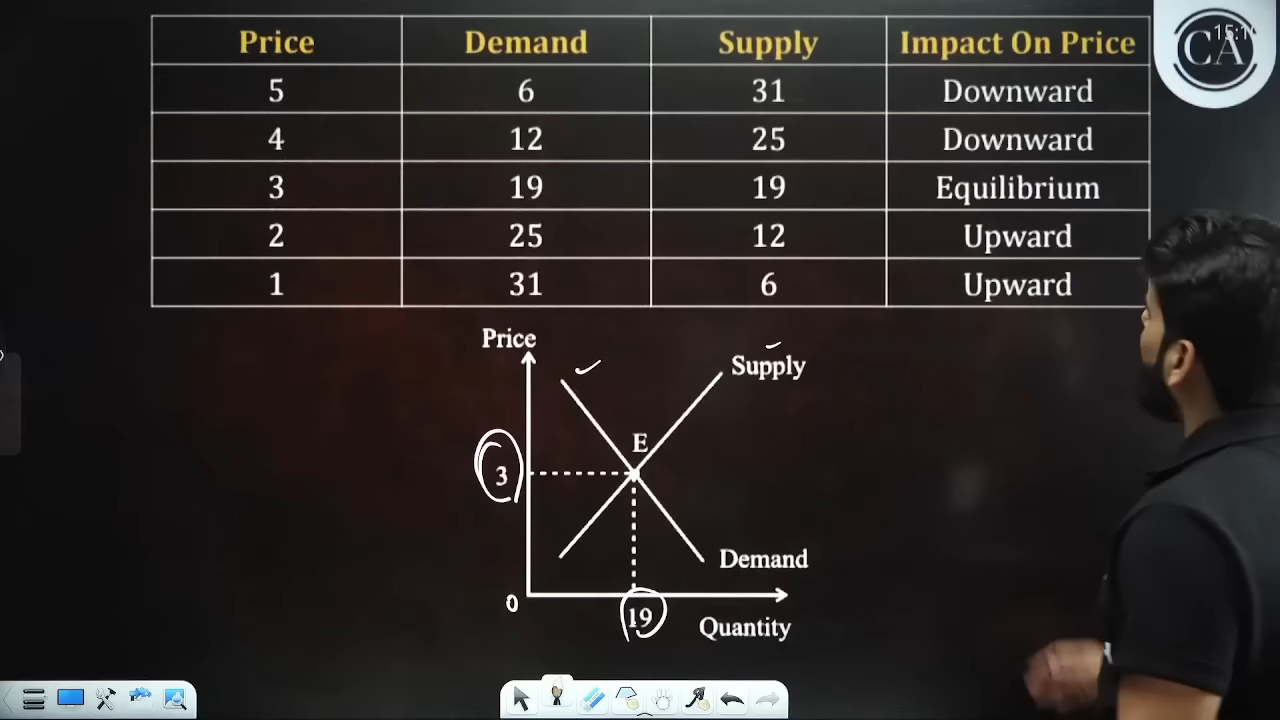 Price Demand Supply Impact On Price
5 6 31 Downward
4 12 25 Downward
3 19 19 Equilibrium
2 25 12 Upward
1 31 6 Upward
CA
Price
Supply
E
3
Demand
0
19
Quantity